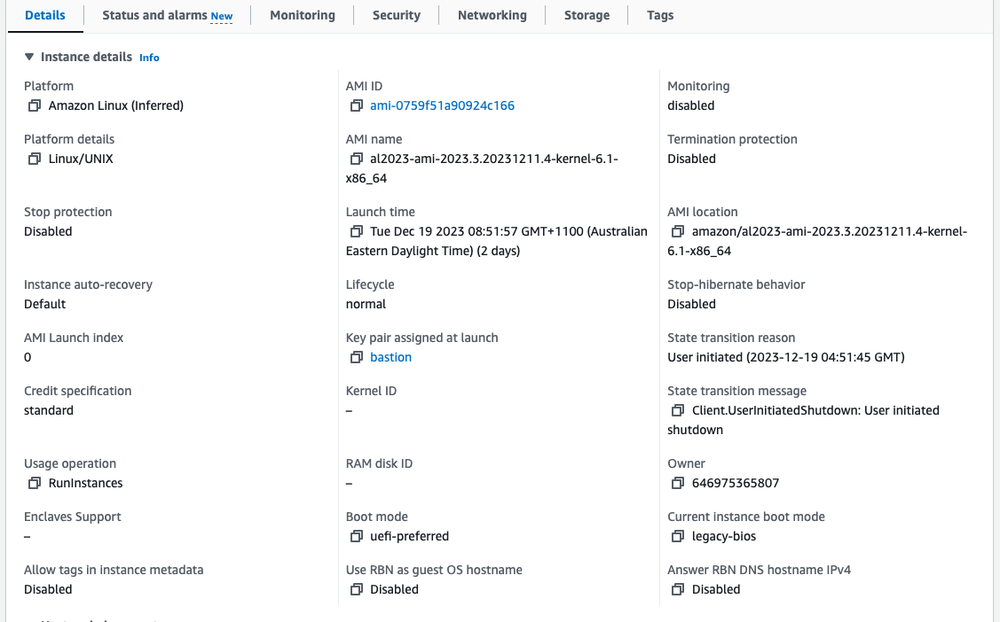 Details
Status and alarms New
Monitoring
Security
Networking
Storage
Tags
Instance details Info
Platform
Amazon Linux (Inferred)
AMI ID
ami-0759f51a90924c166
Monitoring
disabled
Platform details
Linux/UNIX
AMI name
al2023-ami-2023.3.20231211.4-kernel-6.1-
x86_64
Termination protection
Disabled
Stop protection
Disabled
Launch time
Tue Dec 19 2023 08:51:57 GMT+1100 (Australian
Eastern Daylight Time) (2 days)
AMI location
amazon/al2023-ami-2023.3.20231211.4-kernel-
6.1-x86_64
Instance auto-recovery
Default
Lifecycle
normal
Stop-hibernate behavior
Disabled
AMI Launch index
0
Key pair assigned at launch
bastion
State transition reason
User initiated (2023-12-19 04:51:45 GMT)
Credit specification
standard
Kernel ID
–
State transition message
Client.UserInitiatedShutdown: User initiated
shutdown
Usage operation
RunInstances
RAM disk ID
–
Owner
646975365807
Enclaves Support
–
Boot mode
uefi-preferred
Current instance boot mode
legacy-bios
Allow tags in instance metadata
Disabled
Use RBN as guest OS hostname
Disabled
Answer RBN DNS hostname IPv4
Disabled